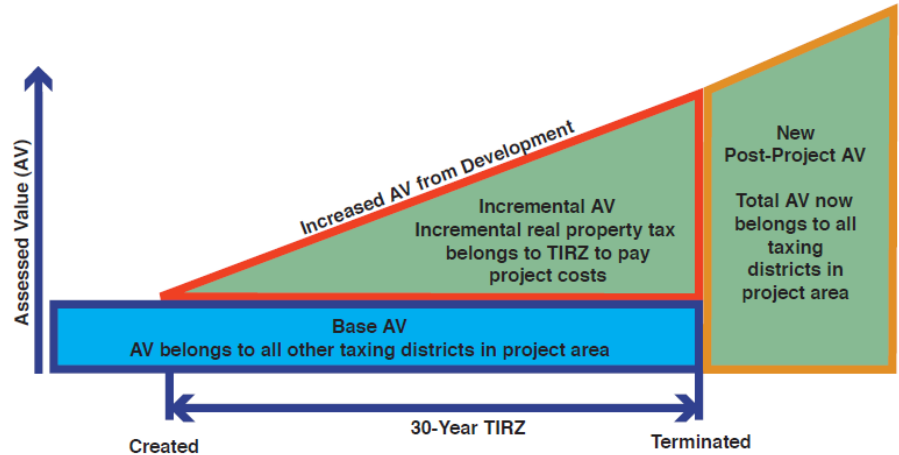 Assessed Value (AV)
Increased AV from Development
Incremental AV
Incremental real property tax
belongs to TIRZ to pay
project costs
New
Post-Project AV
Total AV now
belongs to all
taxing
districts in
project area
Base AV
AV belongs to all other taxing districts in project area
30-Year TIRZ
Created
Terminated